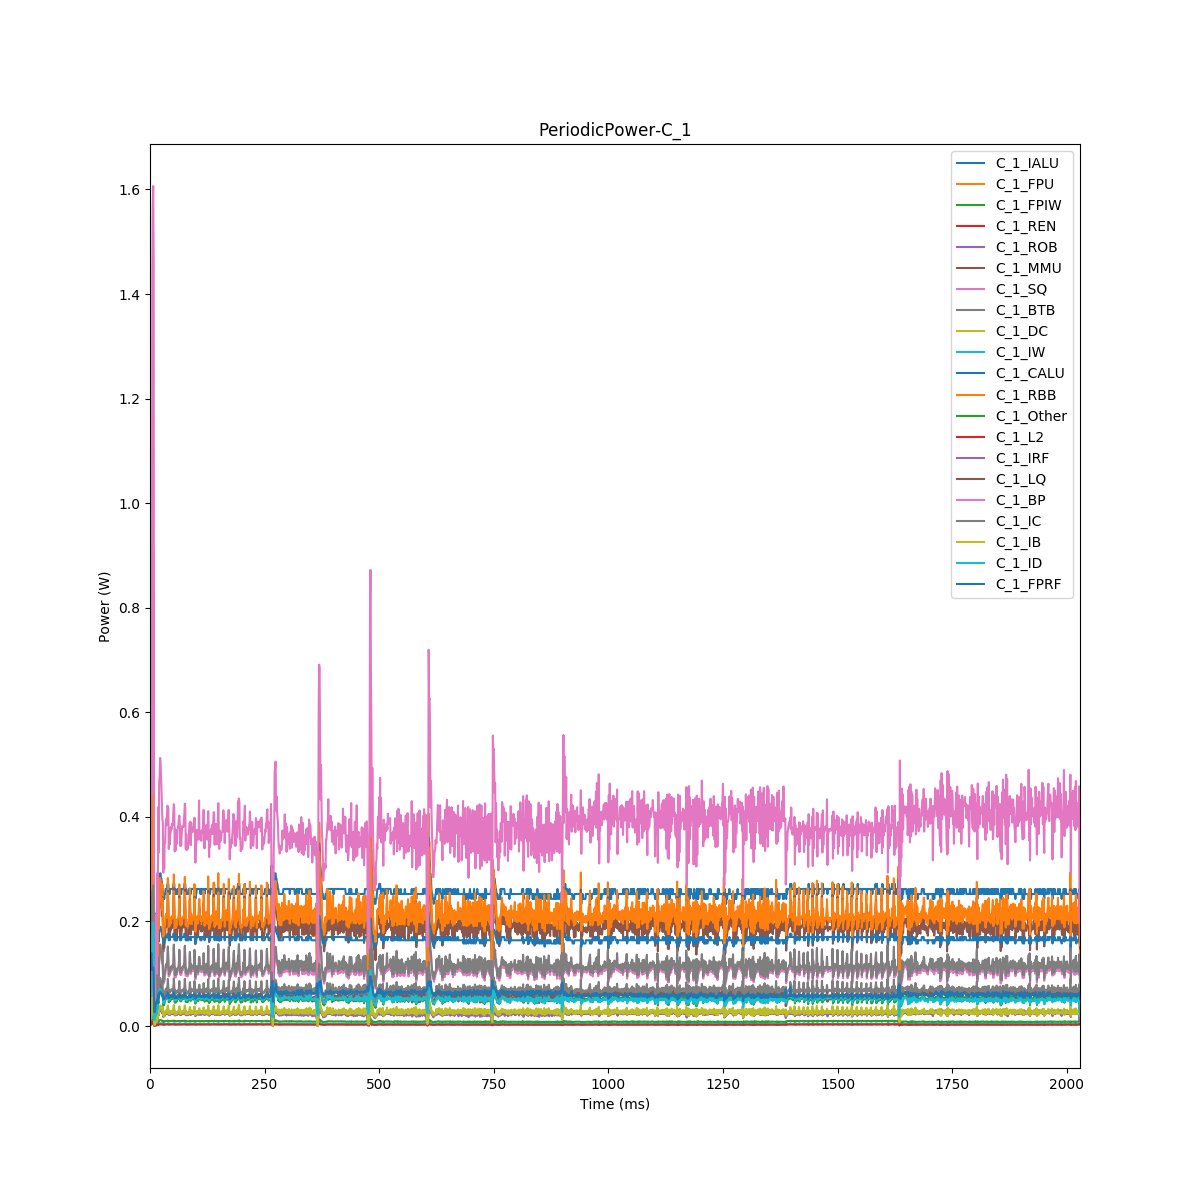 PeriodicPower-C_1
Power (W)
1.6
1.4
1.2
1.0
0.8
0.6
0.4
0.2
0.0
C_1_IALU
C_1_FPU
C_1_FPIW
C_1_REN
C_1_ROB
C_1_MMU
C_1_SQ
C_1_BTB
C_1_DC
C_1_IW
C_1_CALU
C_1_RBB
C_1_Other
C_1_L2
C_1_IRF
C_1_LQ
C_1_BP
C_1_IC
C_1_IB
C_1_ID
C_1_FPRF
0 250 500 750 1000 1250 1500 1750 2000
Time (ms)